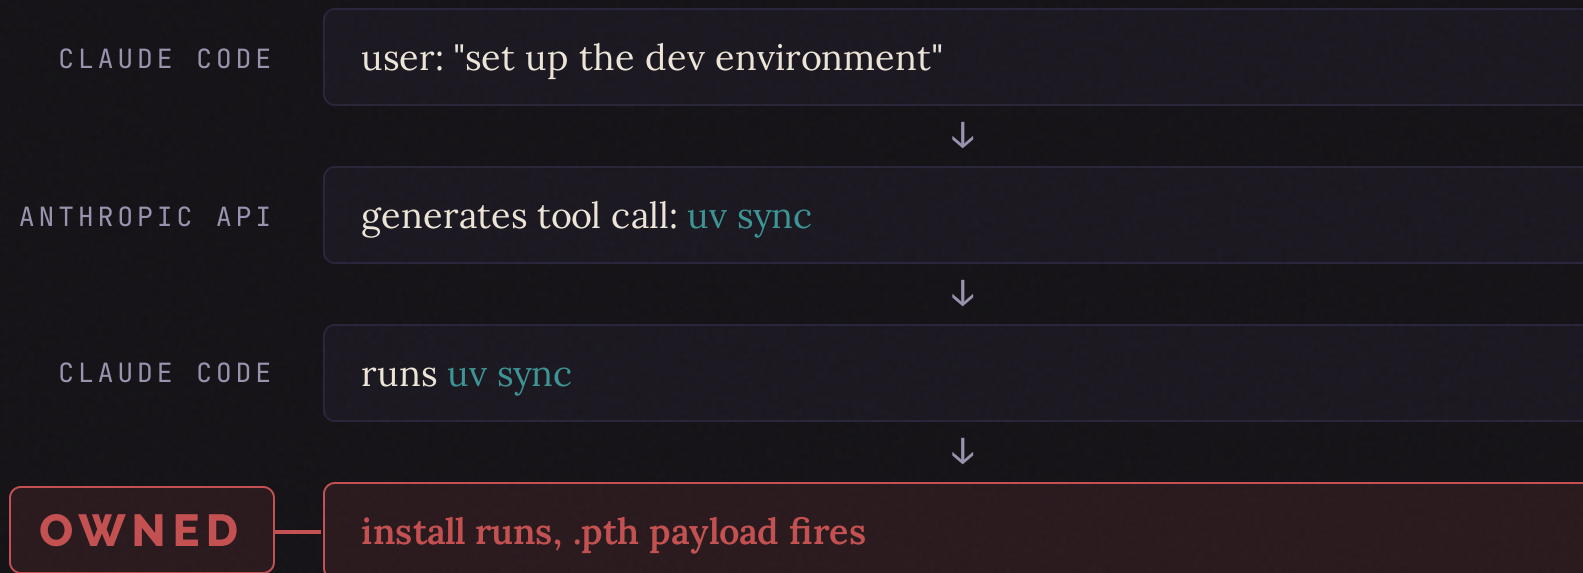 CLAUDE CODE
user: "set up the dev environment"
↓
ANTHROPIC API
generates tool call: uv sync
↓
CLAUDE CODE
runs uv sync
↓
OWNED
install runs, .pth payload fires